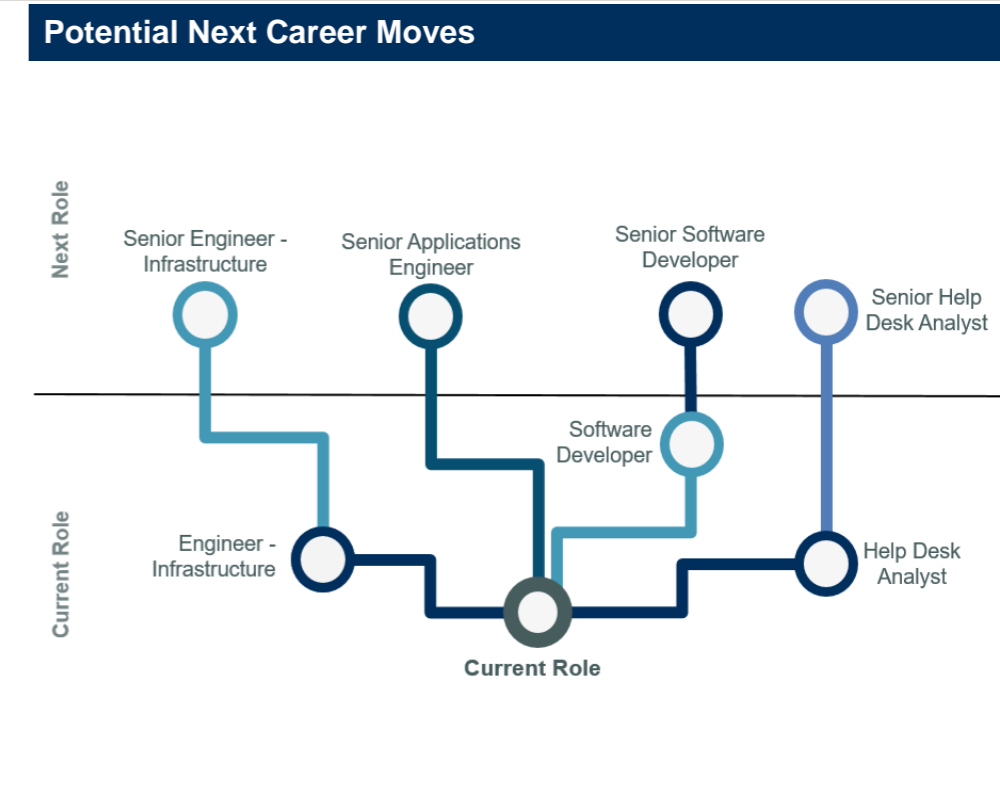 Potential Next Career Moves
Next Role
Senior Engineer -
Infrastructure
Senior Applications
Engineer
Senior Software
Developer
Senior Help
Desk Analyst
Current Role
Software
Developer
Engineer -
Infrastructure
Help Desk
Analyst
Current Role